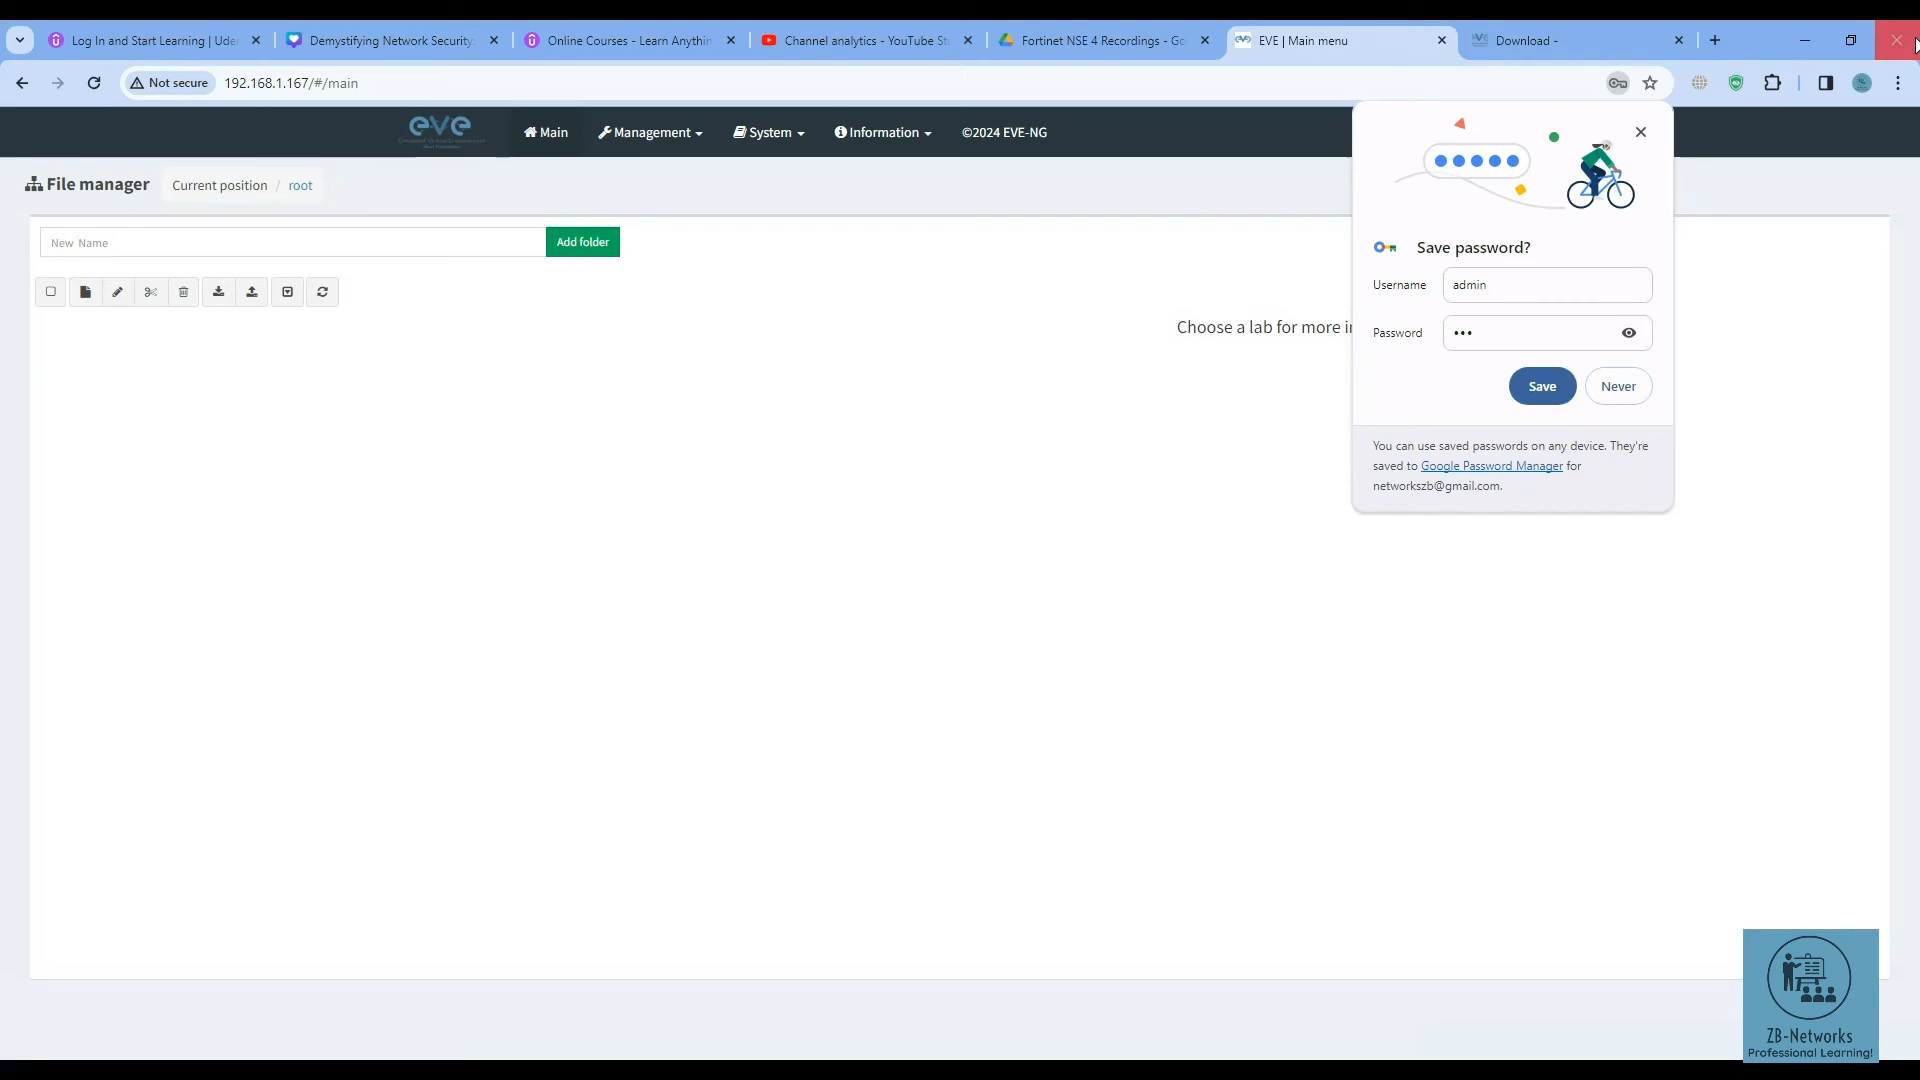 Log In and Start Learning | Ude
Demystifying Network Security:
Online Courses - Learn Anythin
Channel analytics - YouTube St
Fortinet NSE 4 Recordings - Go
EVE | Main menu
Download -
Not secure
192.168.1.167/#/main
eve
Main
Management
System
Information
©2024 EVE-NG
File manager
Current position / root
New Name
Add folder
Choose a lab for more i
Save password?
Username
admin
Password
•••
Save
Never
You can use saved passwords on any device. They're
saved to Google Password Manager for
networkszb@gmail.com.
ZB-Networks
Professional Learning!